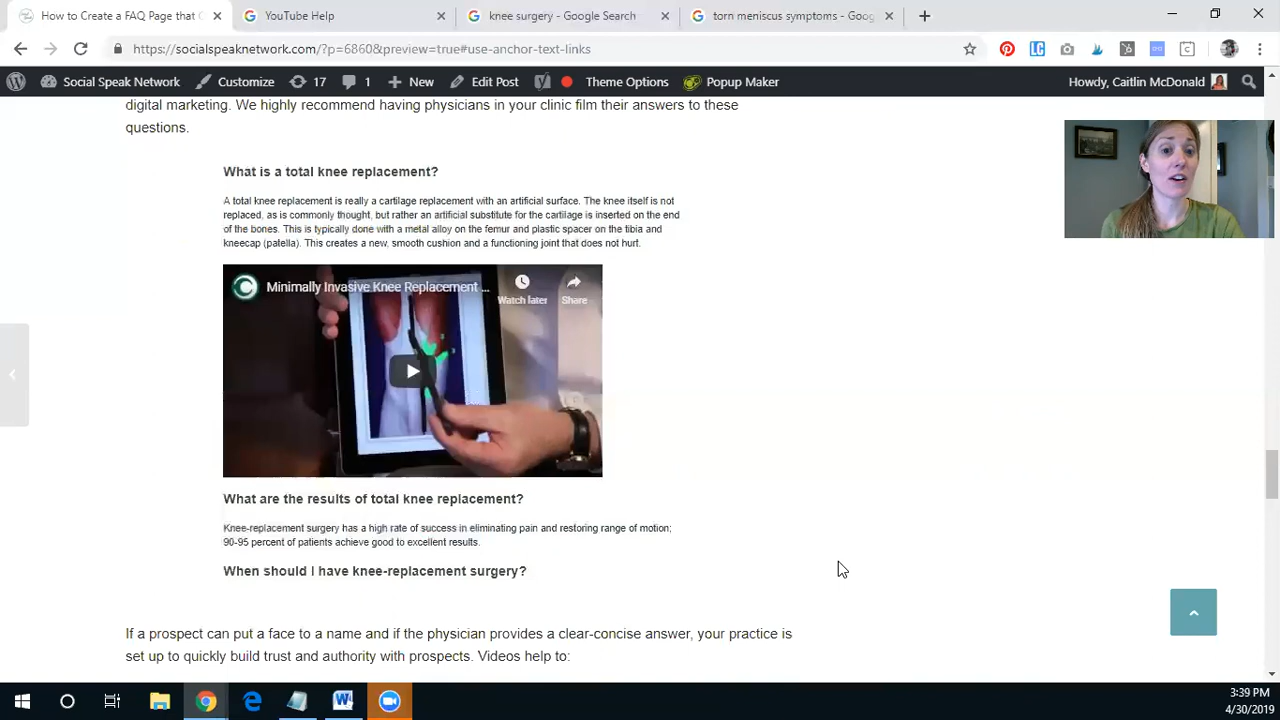 How to Create a FAQ Page that C
YouTube Help
knee surgery - Google Search
torn meniscus symptoms - Goog
https://socialspeaknetwork.com/?p=6860&preview=true#use-anchor-text-links
Social Speak Network
Customize
17
1
New
Edit Post
Theme Options
Popup Maker
Howdy, Caitlin McDonald
digital marketing. We highly recommend having physicians in your clinic film their answers to these
questions.
What is a total knee replacement?
A total knee replacement is really a cartilage replacement with an artificial surface. The knee itself is not
replaced, as is commonly thought, but rather an artificial substitute for the cartilage is inserted on the end
of the bones. This is typically done with a metal alloy on the femur and plastic spacer on the tibia and
kneecap (patella). This creates a new, smooth cushion and a functioning joint that does not hurt.
Minimally Invasive Knee Replacement ...
Watch later
Share
What are the results of total knee replacement?
Knee-replacement surgery has a high rate of success in eliminating pain and restoring range of motion;
90-95 percent of patients achieve good to excellent results.
When should I have knee-replacement surgery?
If a prospect can put a face to a name and if the physician provides a clear-concise answer, your practice is
set up to quickly build trust and authority with prospects. Videos help to:
3:39 PM
4/30/2019